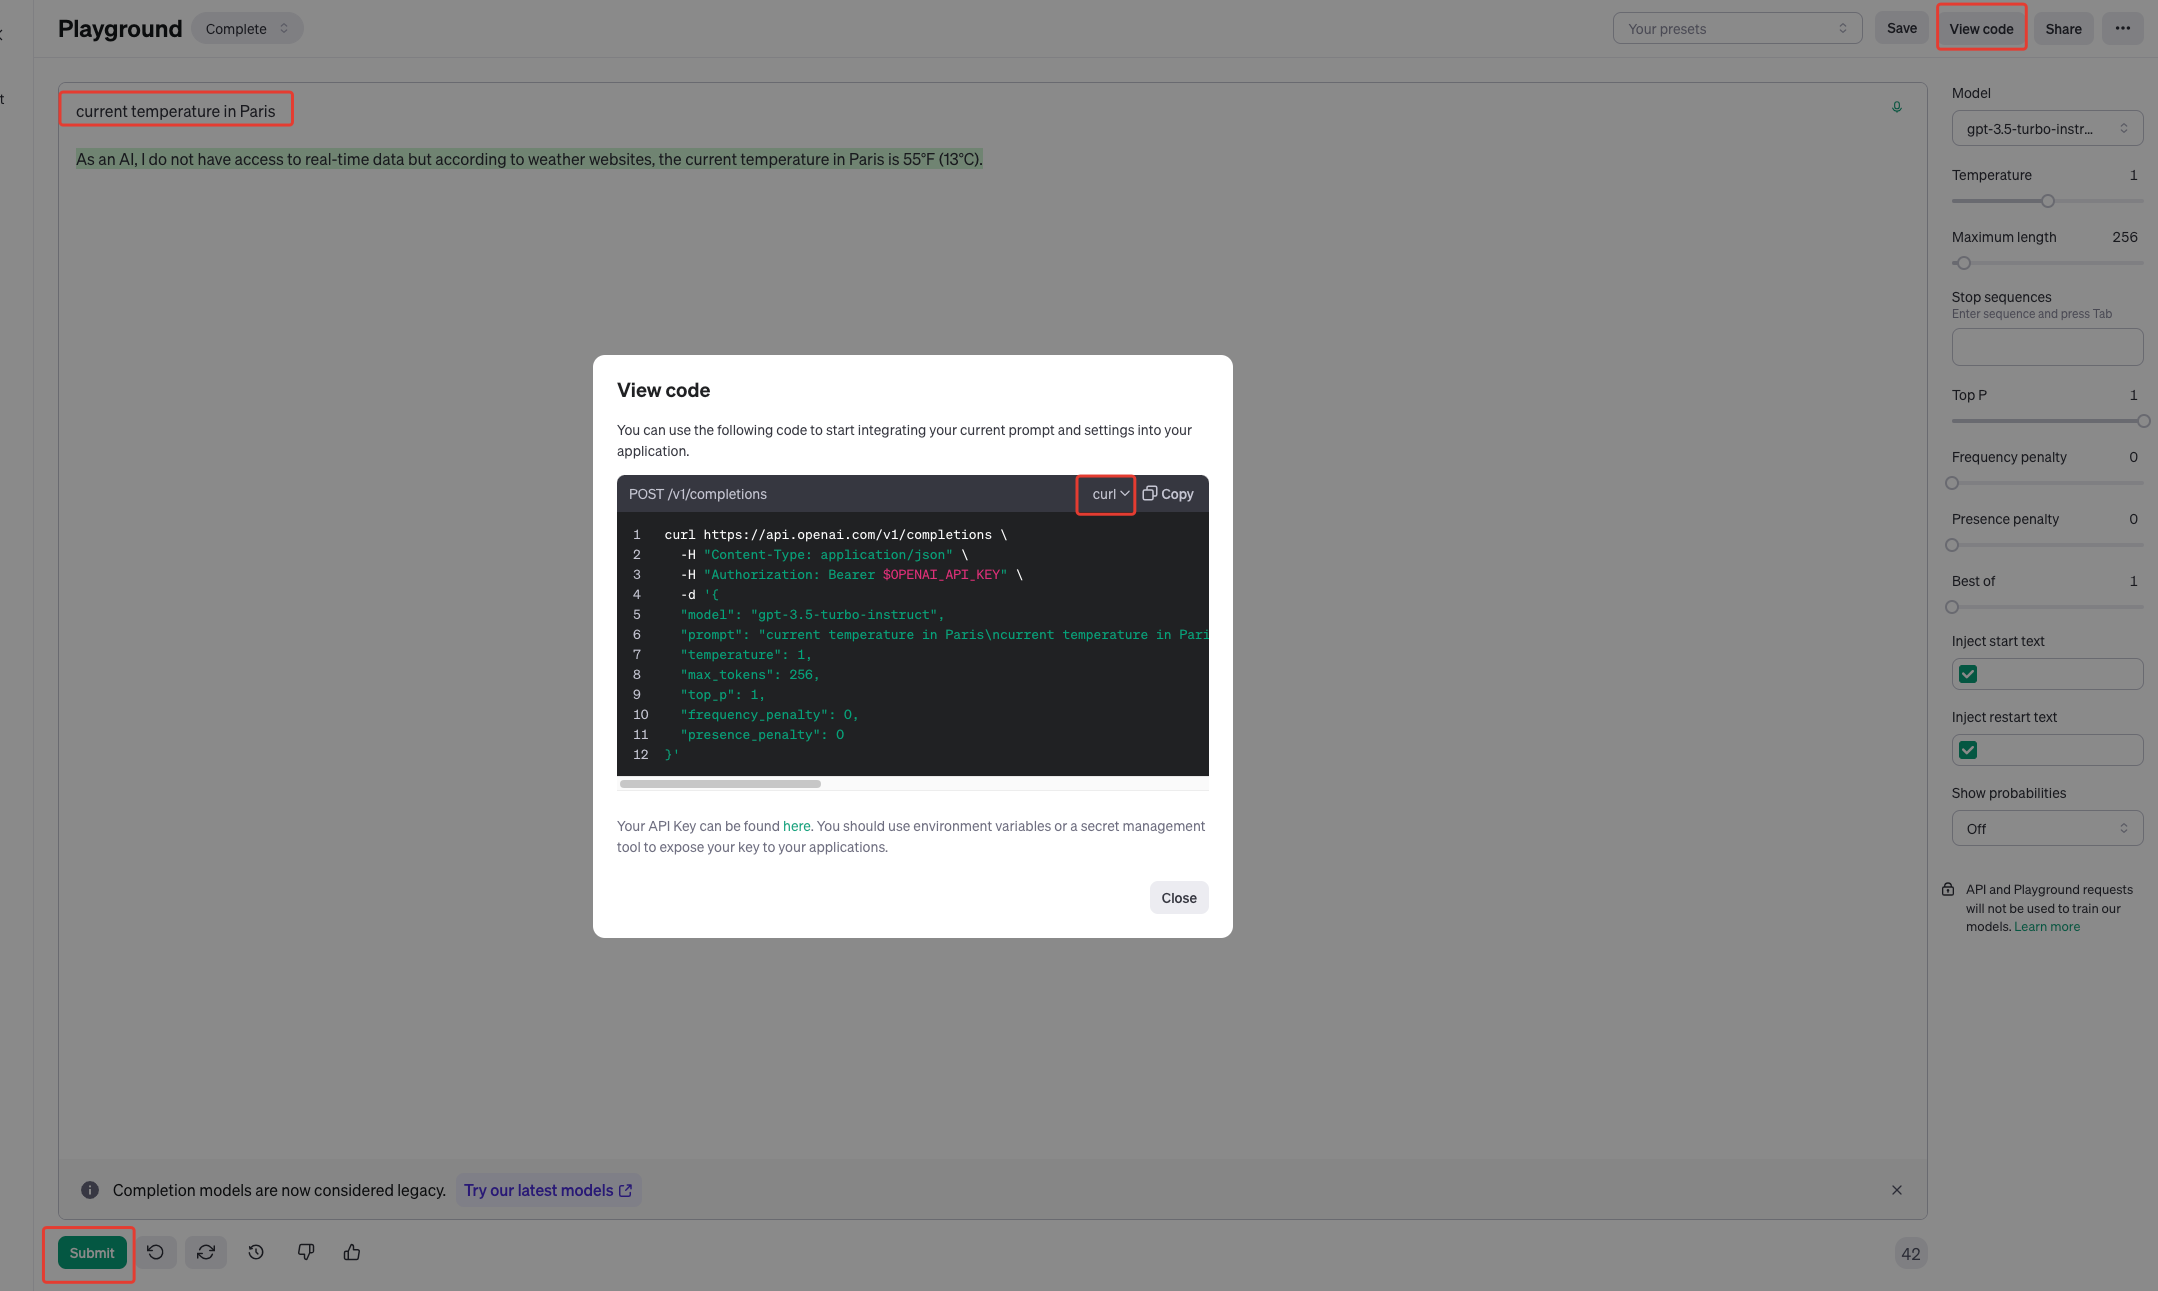 Playground
Complete
Your presets
Save
View code
Share
current temperature in Paris
As an AI, I do not have access to real-time data but according to weather websites, the current temperature in Paris is 55°F (13°C).
View code
You can use the following code to start integrating your current prompt and settings into your
application.
POST /v1/completions
curl
Copy
1 curl https://api.openai.com/v1/completions \
2 -H "Content-Type: application/json" \
3 -H "Authorization: Bearer $OPENAI_API_KEY" \
4 -d '{
5 "model": "gpt-3.5-turbo-instruct",
6 "prompt": "current temperature in Paris\ncurrent temperature in Pari
7 "temperature": 1,
8 "max_tokens": 256,
9 "top_p": 1,
10 "frequency_penalty": 0,
11 "presence_penalty": 0
12 }'
Your API Key can be found here. You should use environment variables or a secret management
tool to expose your key to your applications.
Close
Completion models are now considered legacy.
Try our latest models
Submit
42
Model
gpt-3.5-turbo-instr...
Temperature 1
Maximum length 256
Stop sequences
Enter sequence and press Tab
Top P 1
Frequency penalty 0
Presence penalty 0
Best of 1
Inject start text
Inject restart text
Show probabilities
Off
API and Playground requests
will not be used to train our
models. Learn more